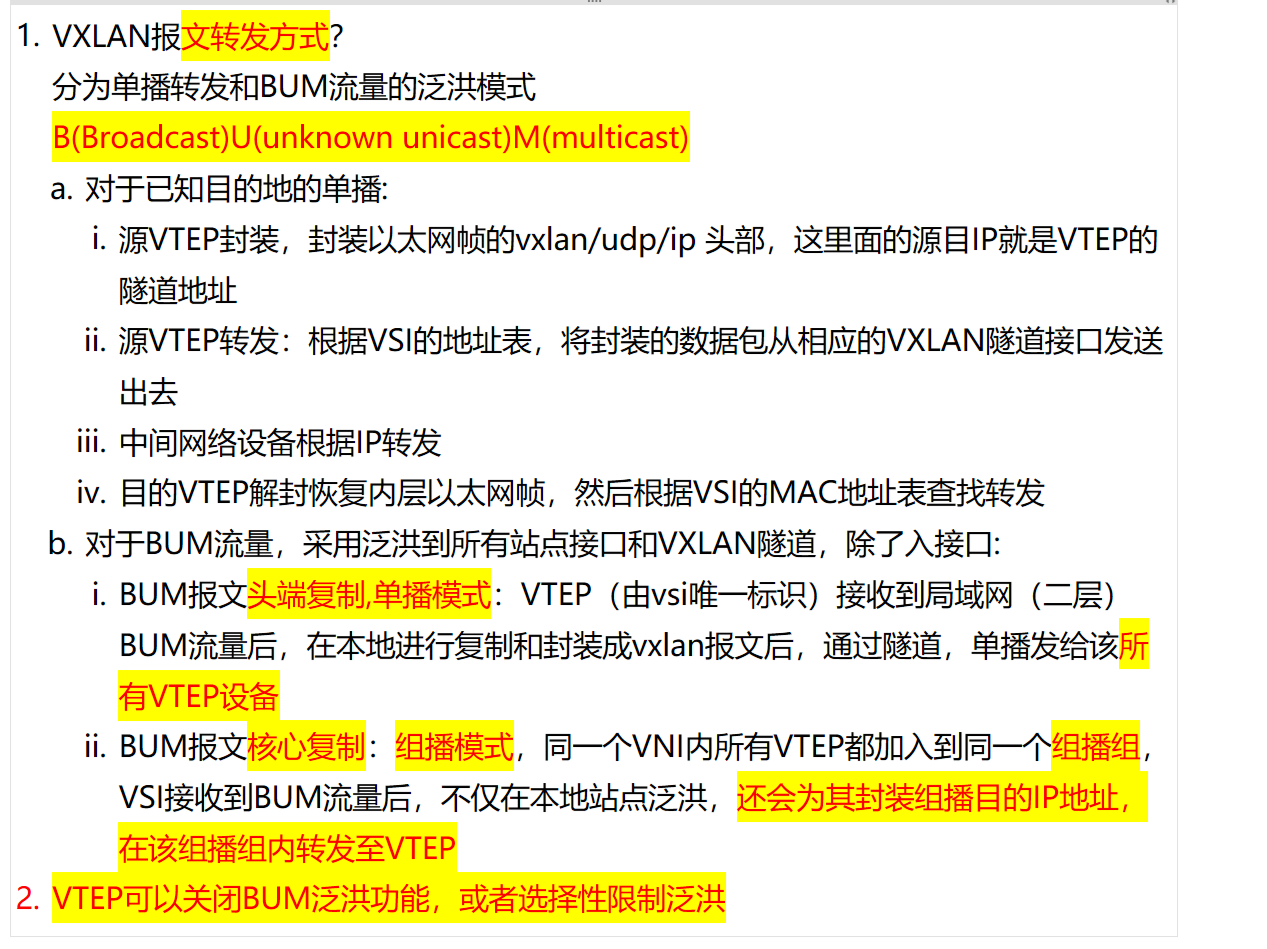 1. VXLAN报文转发方式?
分为单播转发和BUM流量的泛洪模式
B(Broadcast)U(unknown unicast)M(multicast)
a. 对于已知目的地的单播:
i. 源VTEP封装，封装以太网帧的vxlan/udp/ip 头部，这里面的源目IP就是VTEP的
隧道地址
ii. 源VTEP转发：根据VSI的地址表，将封装的数据包从相应的VXLAN隧道接口发送
出去
iii. 中间网络设备根据IP转发
iv. 目的VTEP解封恢复内层以太网帧，然后根据VSI的MAC地址表查找转发
b. 对于BUM流量，采用泛洪到所有站点接口和VXLAN隧道，除了入接口:
i. BUM报文头端复制,单播模式：VTEP（由vsi唯一标识）接收到局域网（二层）
BUM流量后，在本地进行复制和封装成vxlan报文后，通过隧道，单播发给该所
有VTEP设备
ii. BUM报文核心复制：组播模式，同一个VNI内所有VTEP都加入到同一个组播组，
VSI接收到BUM流量后，不仅在本地站点泛洪，还会为其封装组播目的IP地址，
在该组播组内转发至VTEP
2. VTEP可以关闭BUM泛洪功能，或者选择性限制泛洪